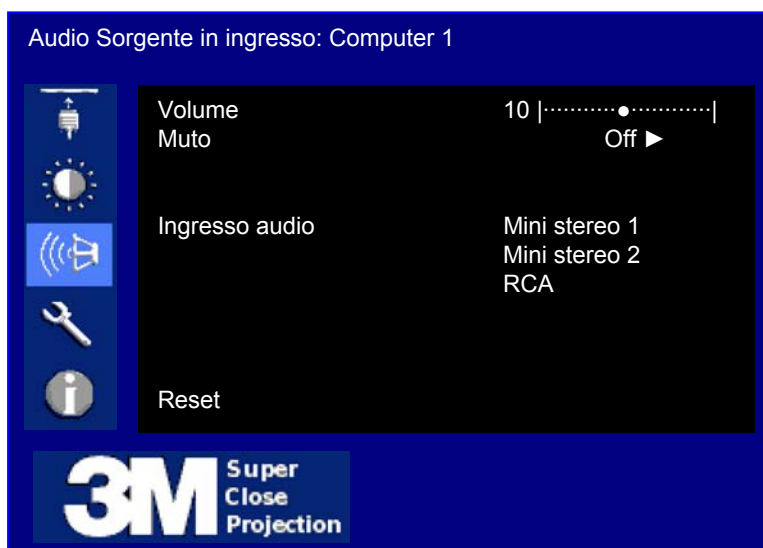 Audio Sorgente in ingresso: Computer 1
Volume 10 |···········●············|
Muto Off ►
Ingresso audio Mini stereo 1
Mini stereo 2
RCA
Reset
3M Super
Close
Projection